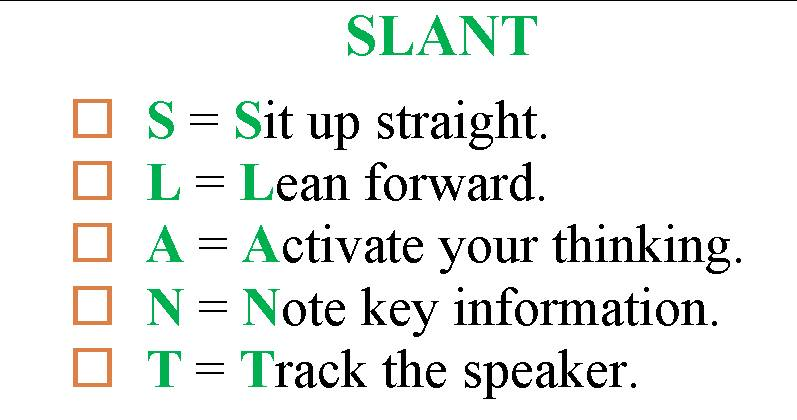 SLANT
S = Sit up straight.
L = Lean forward.
A = Activate your thinking.
N = Note key information.
T = Track the speaker.